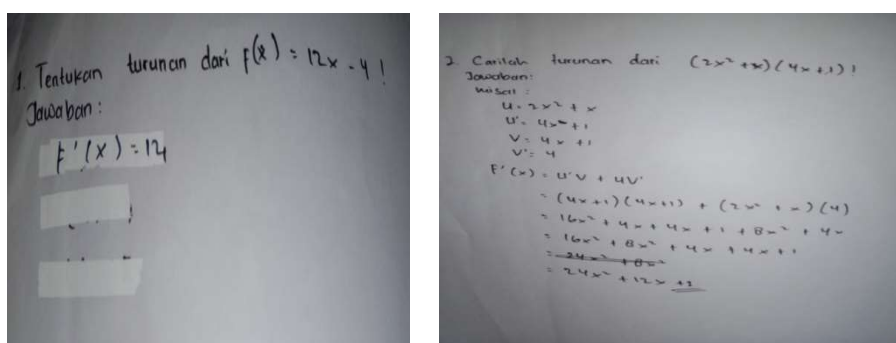 1. Tentukan turunan dari F(x) = 12x - 4 !
Jawaban :
F'(x) = 12
2. Carilah turunan dari (2x² + x) (4x + 1) !
Jawaban :
Misal :
U = 2x² + x
U' = 4x + 1
V = 4x + 1
V' = 4
F'(x) = U'V + UV'
= (4x+1) (4x+1) + (2x² + x) (4)
= 16x² + 4x + 4x + 1 + 8x² + 4x
= 16x² + 8x² + 4x + 4x + 1
= 24x² + 8x²
= 24x² + 12x + 1